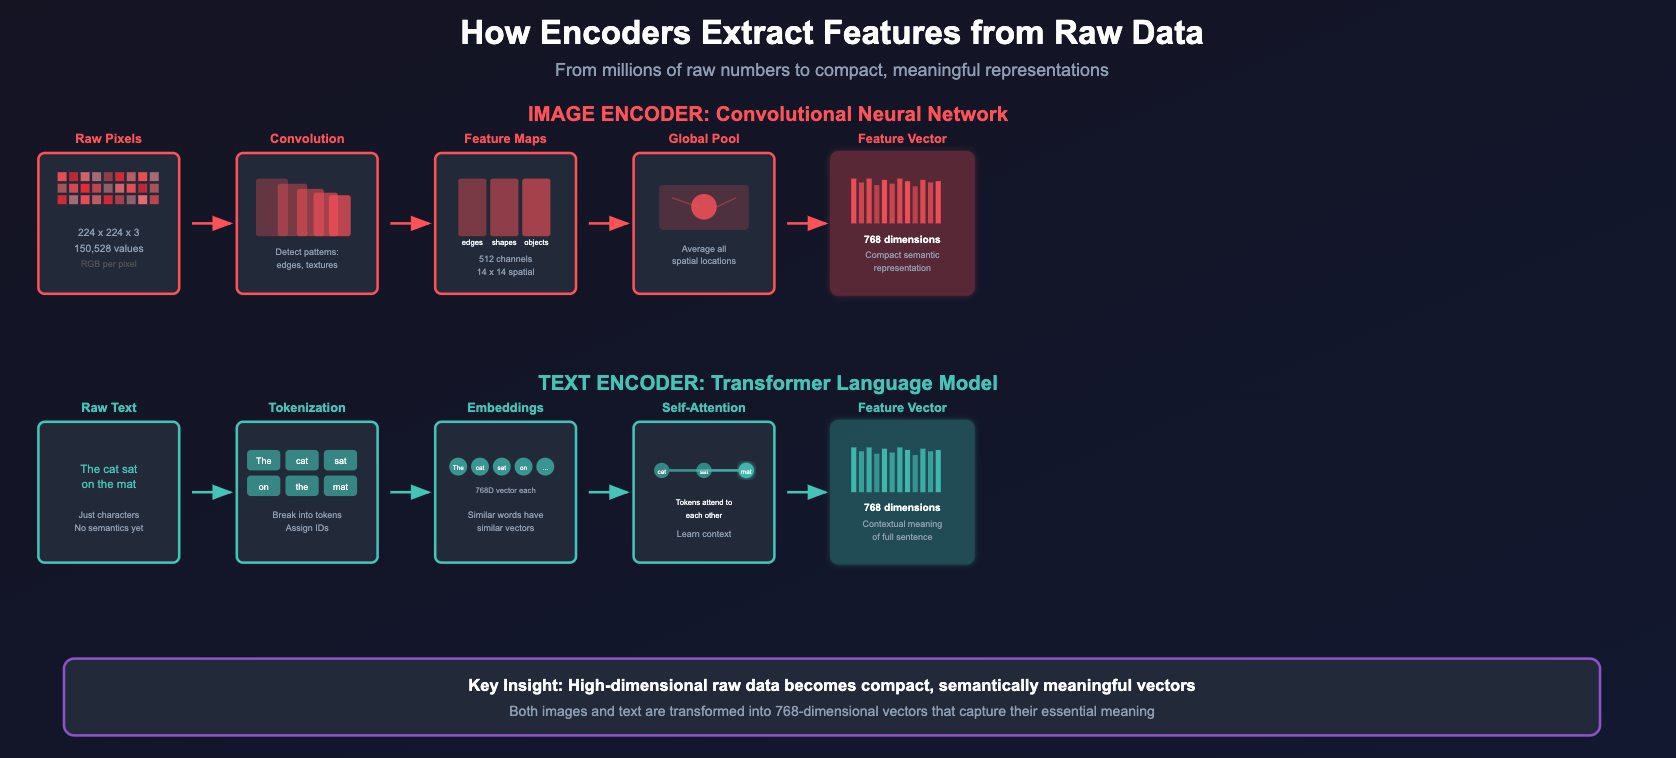 How Encoders Extract Features from Raw Data
From millions of raw numbers to compact, meaningful representations
IMAGE ENCODER: Convolutional Neural Network
Raw Pixels
224 x 224 x 3
150,528 values
RGB per pixel
Convolution
Detect patterns:
edges, textures
Feature Maps
edges shapes objects
512 channels
14 x 14 spatial
Global Pool
Average all
spatial locations
Feature Vector
768 dimensions
Compact semantic
representation
TEXT ENCODER: Transformer Language Model
Raw Text
The cat sat
on the mat
Just characters
No semantics yet
Tokenization
The cat sat
on the mat
Break into tokens
Assign IDs
Embeddings
The cat sat on ...
768D vector each
Similar words have
similar vectors
Self-Attention
cat sat mat
Tokens attend to
each other
Learn context
Feature Vector
768 dimensions
Contextual meaning
of full sentence
Key Insight: High-dimensional raw data becomes compact, semantically meaningful vectors
Both images and text are transformed into 768-dimensional vectors that capture their essential meaning